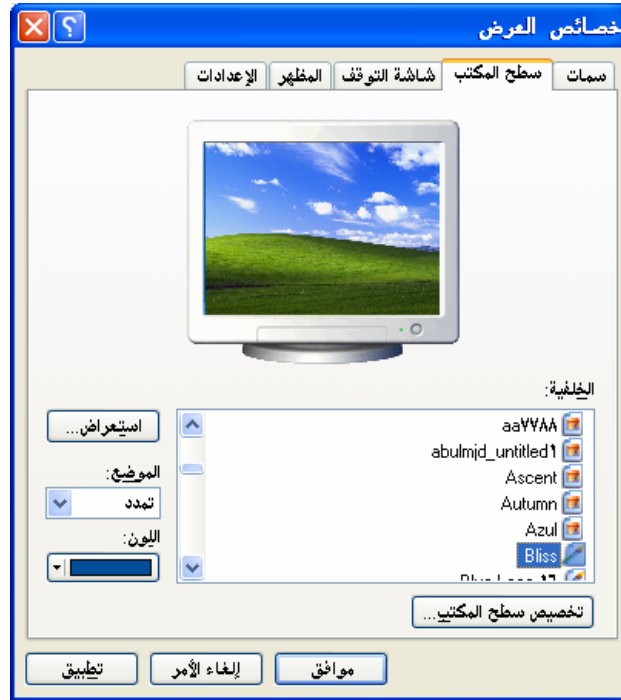 خصائص العرض
سمات
سطح المكتب
شاشة التوقف
المظهر
الإعدادات
الخلفية:
aa٧٧٨٨
abulmjd_untitled١
Ascent
Autumn
Azul
Bliss
استعراض...
الموضع:
تمدد
اللون:
تخصيص سطح المكتب...
موافق
إلغاء الأمر
تطبيق